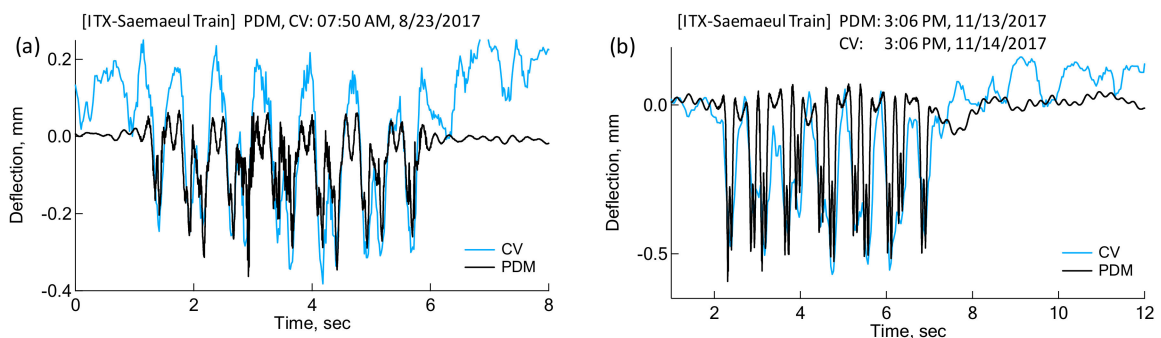 [ITX-Saemaeul Train] PDM, CV: 07:50 AM, 8/23/2017
(a)
0.2
0.0
-0.2
-0.4
Deflection, mm
CV
PDM
0 2 4 6 8
Time, sec
[ITX-Saemaeul Train] PDM: 3:06 PM, 11/13/2017
CV: 3:06 PM, 11/14/2017
(b)
0.0
-0.5
Deflection, mm
CV
PDM
2 4 6 8 10 12
Time, sec